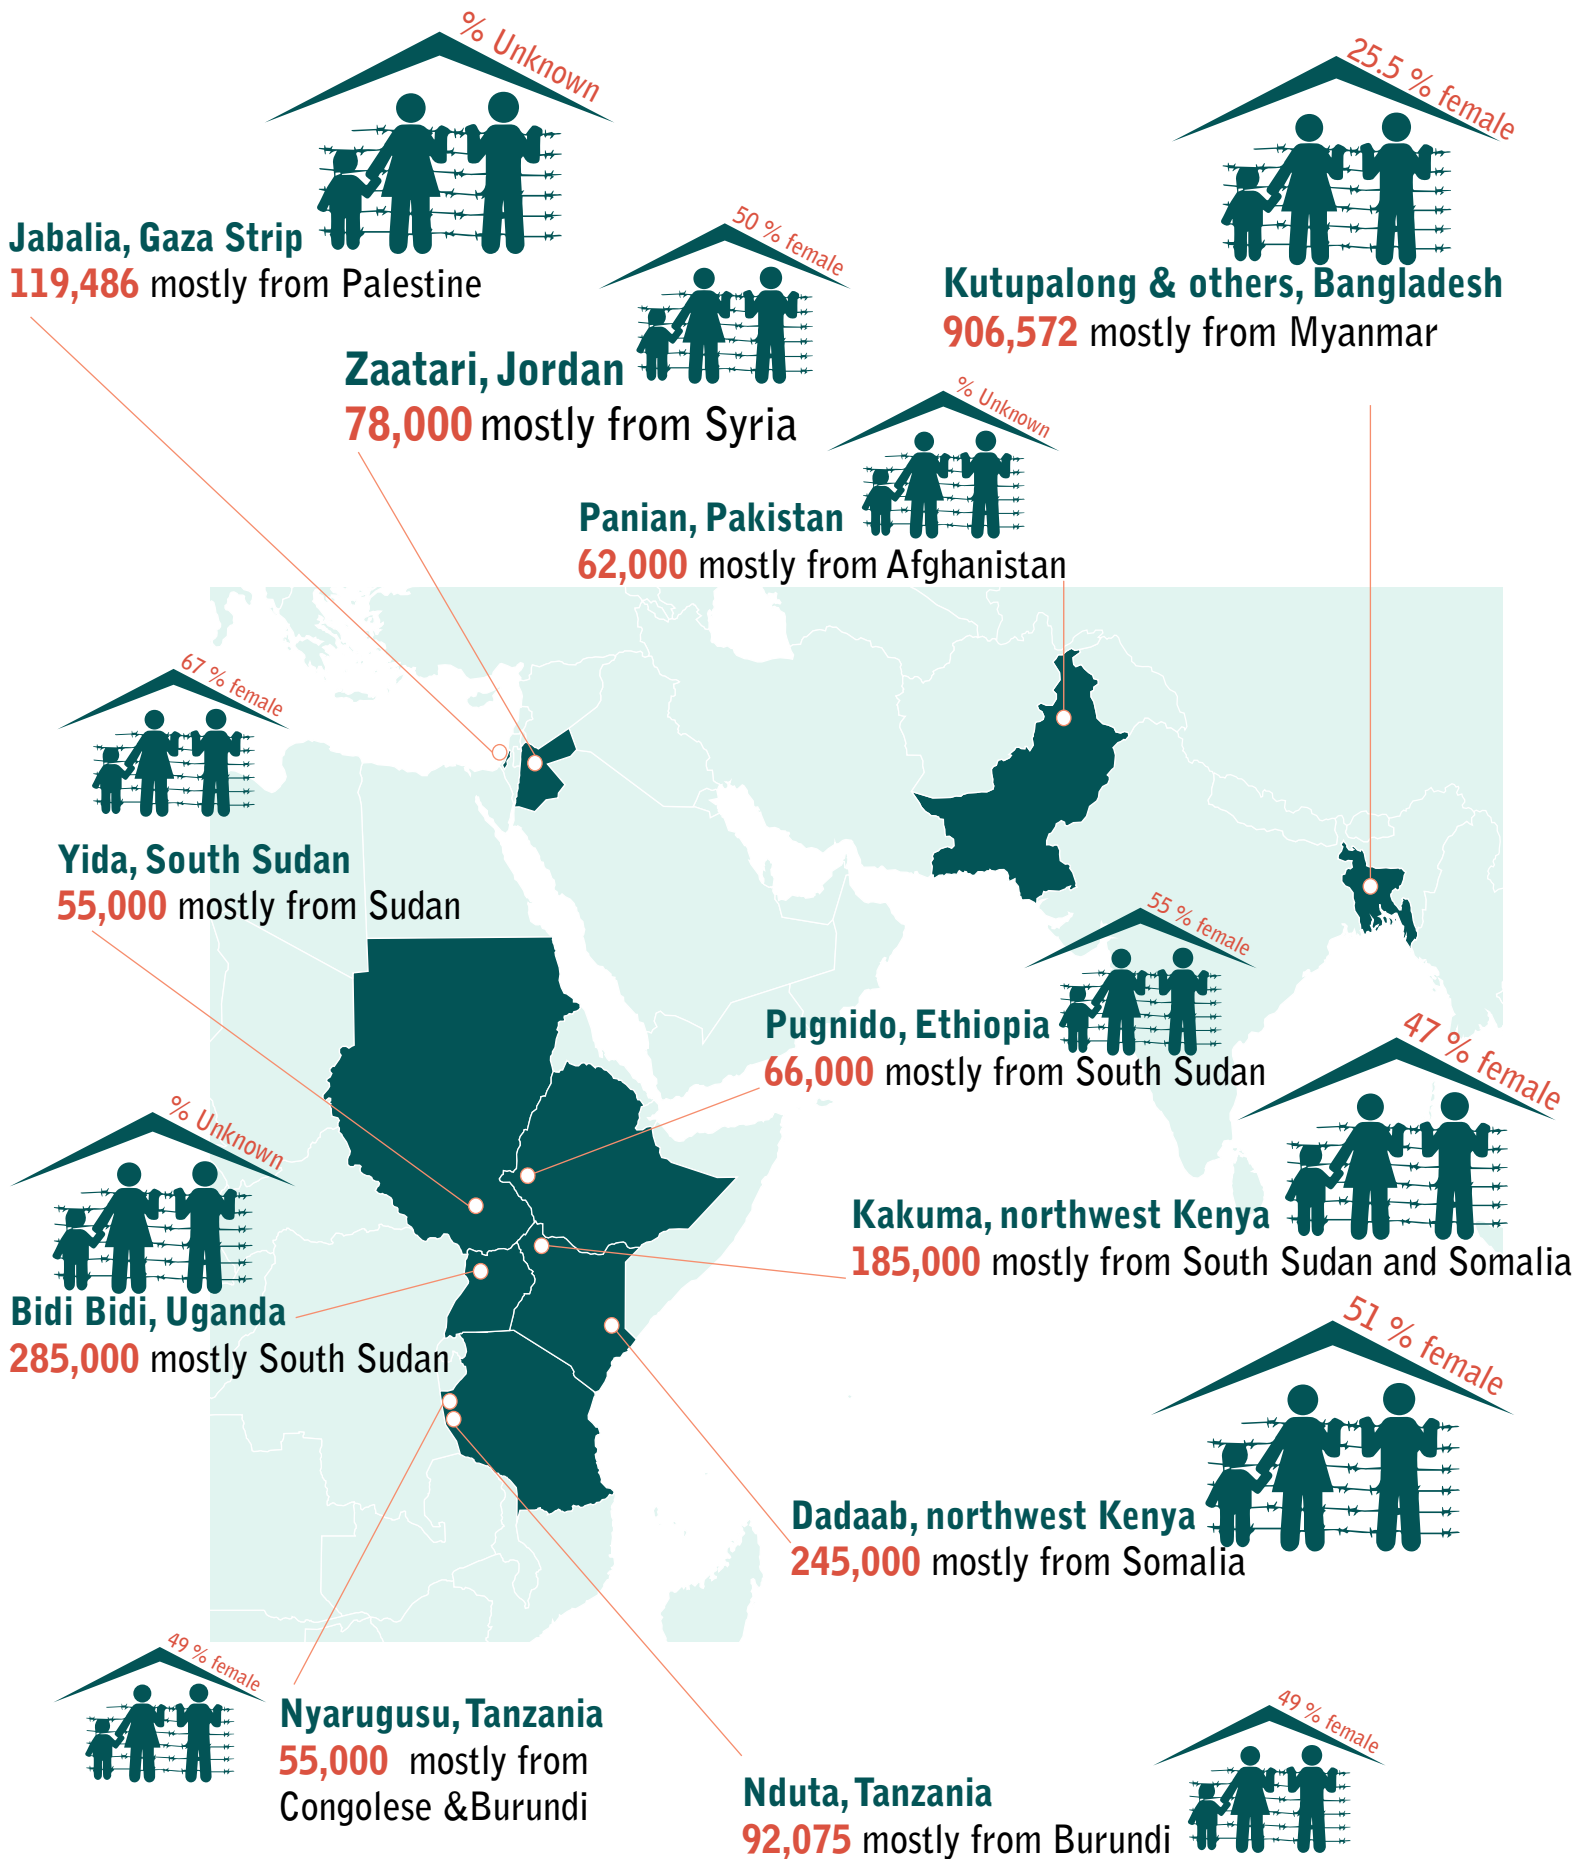 % Unknown
Jabalia, Gaza Strip
119,486 mostly from Palestine
25.5 % female
Kutupalong & others, Bangladesh
906,572 mostly from Myanmar
50 % female
Zaatari, Jordan
78,000 mostly from Syria
% Unknown
Panian, Pakistan
62,000 mostly from Afghanistan
67 % female
Yida, South Sudan
55,000 mostly from Sudan
55 % female
Pugnido, Ethiopia
66,000 mostly from South Sudan
47 % female
Kakuma, northwest Kenya
185,000 mostly from South Sudan and Somalia
% Unknown
Bidi Bidi, Uganda
285,000 mostly South Sudan
51 % female
Dadaab, northwest Kenya
245,000 mostly from Somalia
49 % female
Nyarugusu, Tanzania
55,000 mostly from
Congolese &Burundi
49 % female
Nduta, Tanzania
92,075 mostly from Burundi